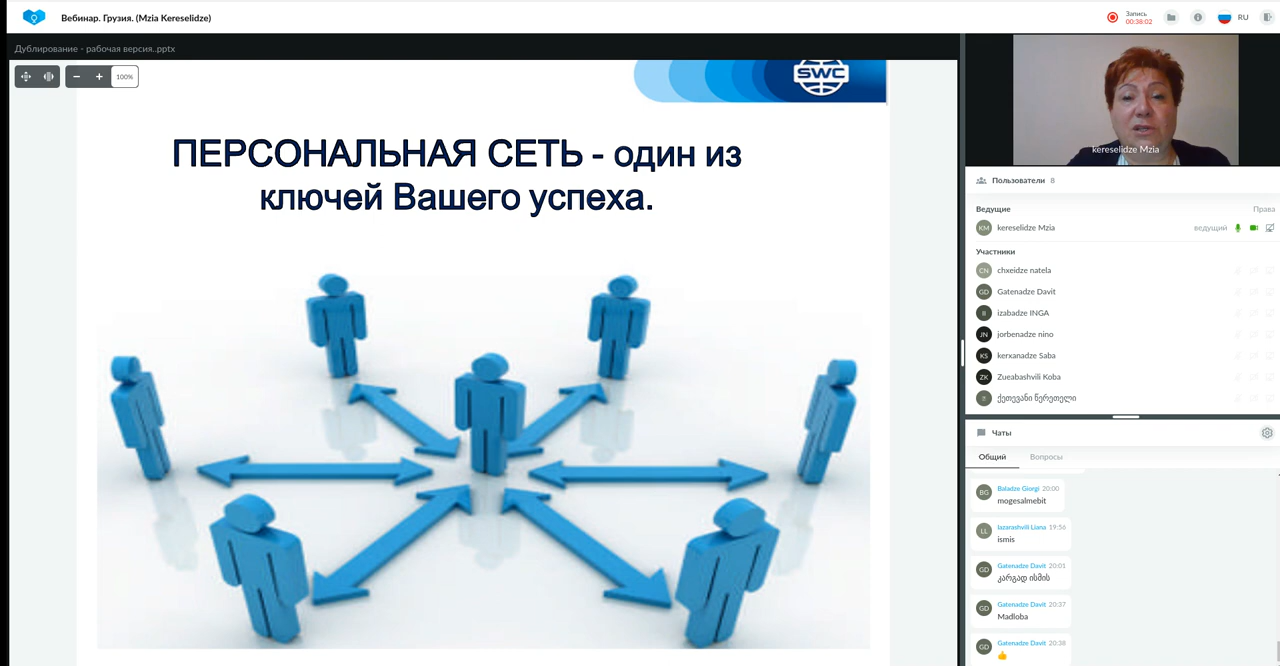 Вебинар. Грузия. (Mzia Kereselidze)
Запись
00:38:02
RU
Дублирование - рабочая версия..pptx
100%
SWC
ПЕРСОНАЛЬНАЯ СЕТЬ - один из
ключей Вашего успеха.
kereselidze Mzia
Пользователи 8
Ведущие Права
KM kereselidze Mzia ведущий
Участники
CN chxeidze natela
GD Gatenadze Davit
II izabadze INGA
JN jorbenadze nino
KS kerxanadze Saba
ZK Zueabashvili Koba
ქეთევანი წერეთელი
Чаты
Общий Вопросы
BG Baladze Giorgi 20:00
mogesalmebit
LL lazarashvili Liana 19:56
ismis
GD Gatenadze Davit 20:01
კარგად ისმის
GD Gatenadze Davit 20:37
Madloba
GD Gatenadze Davit 20:38
👍